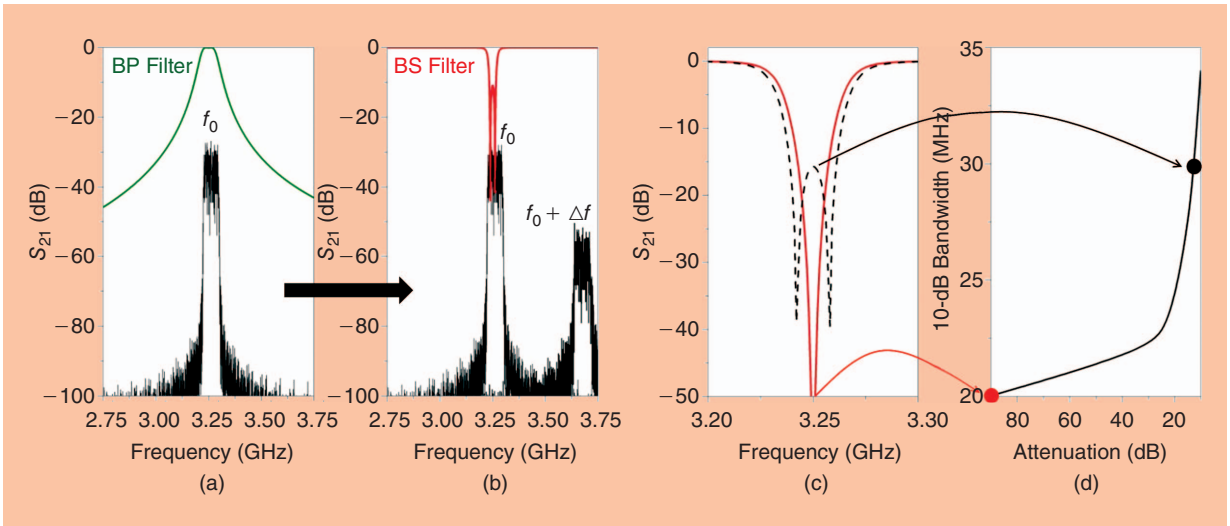 0
−20
−40
−60
−80
−100
S21 (dB)
BP Filter
f0
2.75 3.00 3.25 3.50 3.75
Frequency (GHz)
(a)
0
−20
−40
−60
−80
−100
S21 (dB)
BS Filter
f0
f0 + Δf
2.75 3.00 3.25 3.50 3.75
Frequency (GHz)
(b)
0
−10
−20
−30
−40
−50
S21 (dB)
3.20 3.25 3.30
Frequency (GHz)
(c)
35
30
25
20
10-dB Bandwidth (MHz)
80 60 40 20
Attenuation (dB)
(d)